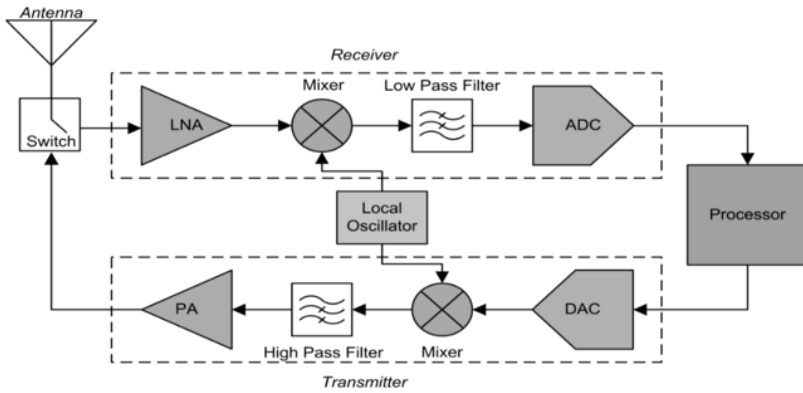 Antenna
Receiver
Mixer
Low Pass Filter
LNA
ADC
Switch
Local
Oscillator
Processor
PA
DAC
High Pass Filter
Mixer
Transmitter